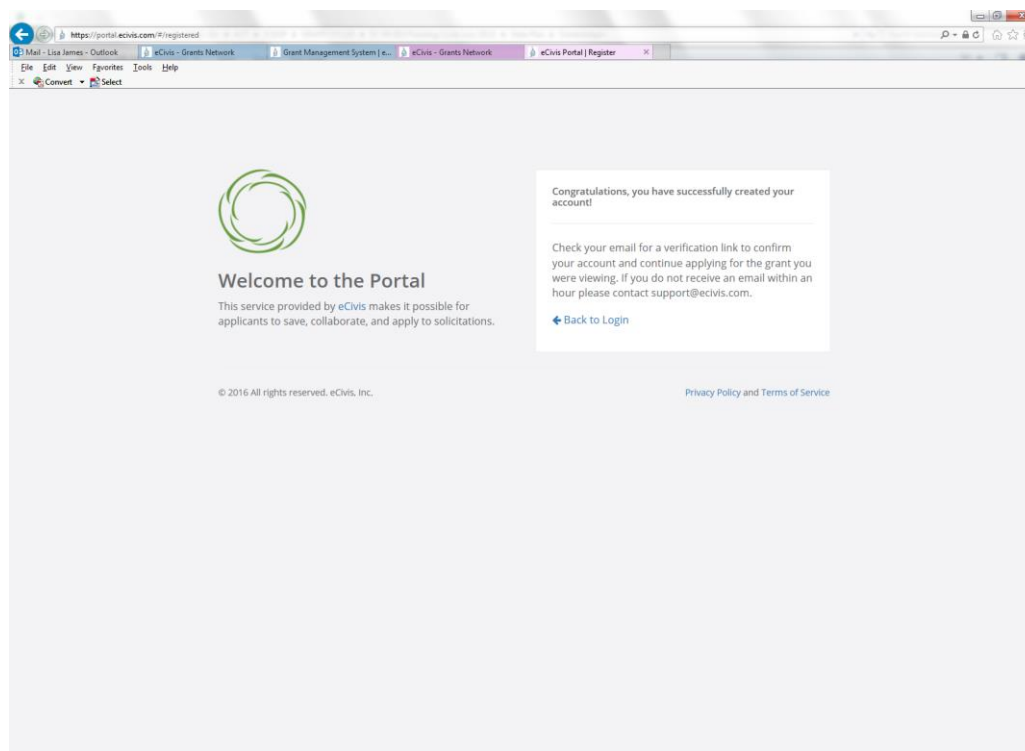 https://portal.ecivis.com/#/registered
Mail - Lisa James - Outlook
eCivis - Grants Network
Grant Management System | e...
eCivis - Grants Network
eCivis Portal | Register
File Edit View Favorites Tools Help
Convert Select
Congratulations, you have successfully created your
account!
Welcome to the Portal
This service provided by eCivis makes it possible for
applicants to save, collaborate, and apply to solicitations.
Check your email for a verification link to confirm
your account and continue applying for the grant you
were viewing. If you do not receive an email within an
hour please contact support@ecivis.com.
Back to Login
© 2016 All rights reserved. eCivis, Inc.
Privacy Policy and Terms of Service